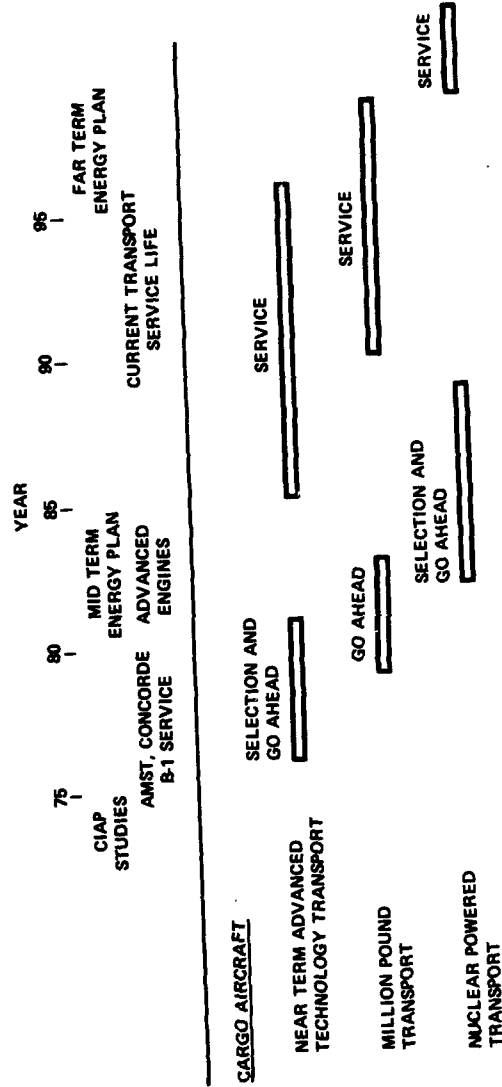 YEAR
75
80
85
90
95
CIAP
STUDIES
MID TERM
ENERGY PLAN
FAR TERM
ENERGY PLAN
AMST, CONCORDE
B-1 SERVICE
ADVANCED
ENGINES
CURRENT TRANSPORT
SERVICE LIFE
CARGO AIRCRAFT
NEAR TERM ADVANCED
TECHNOLOGY TRANSPORT
SELECTION AND
GO AHEAD
SERVICE
MILLION POUND
TRANSPORT
GO AHEAD
SERVICE
NUCLEAR POWERED
TRANSPORT
SELECTION AND
GO AHEAD
SERVICE